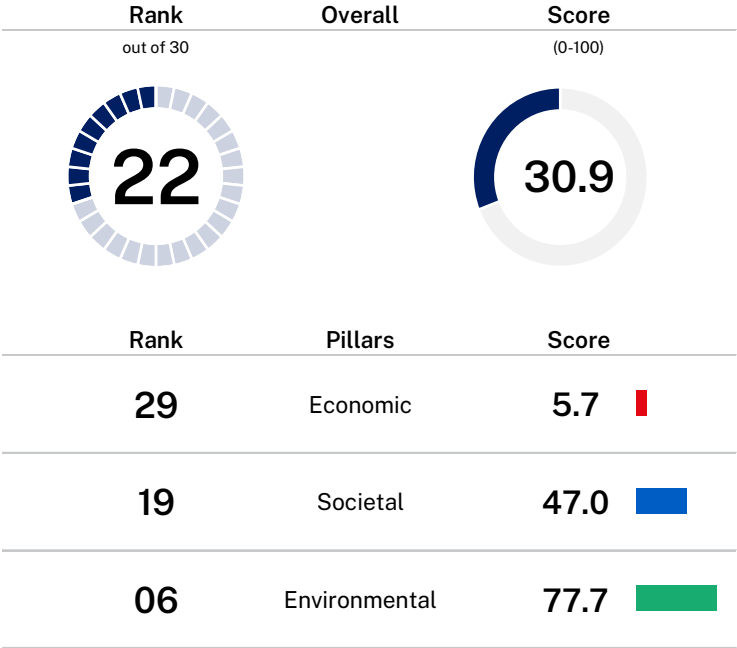 Rank Overall Score
out of 30 (0-100)
22 30.9
Rank Pillars Score
29 Economic 5.7
19 Societal 47.0
06 Environmental 77.7